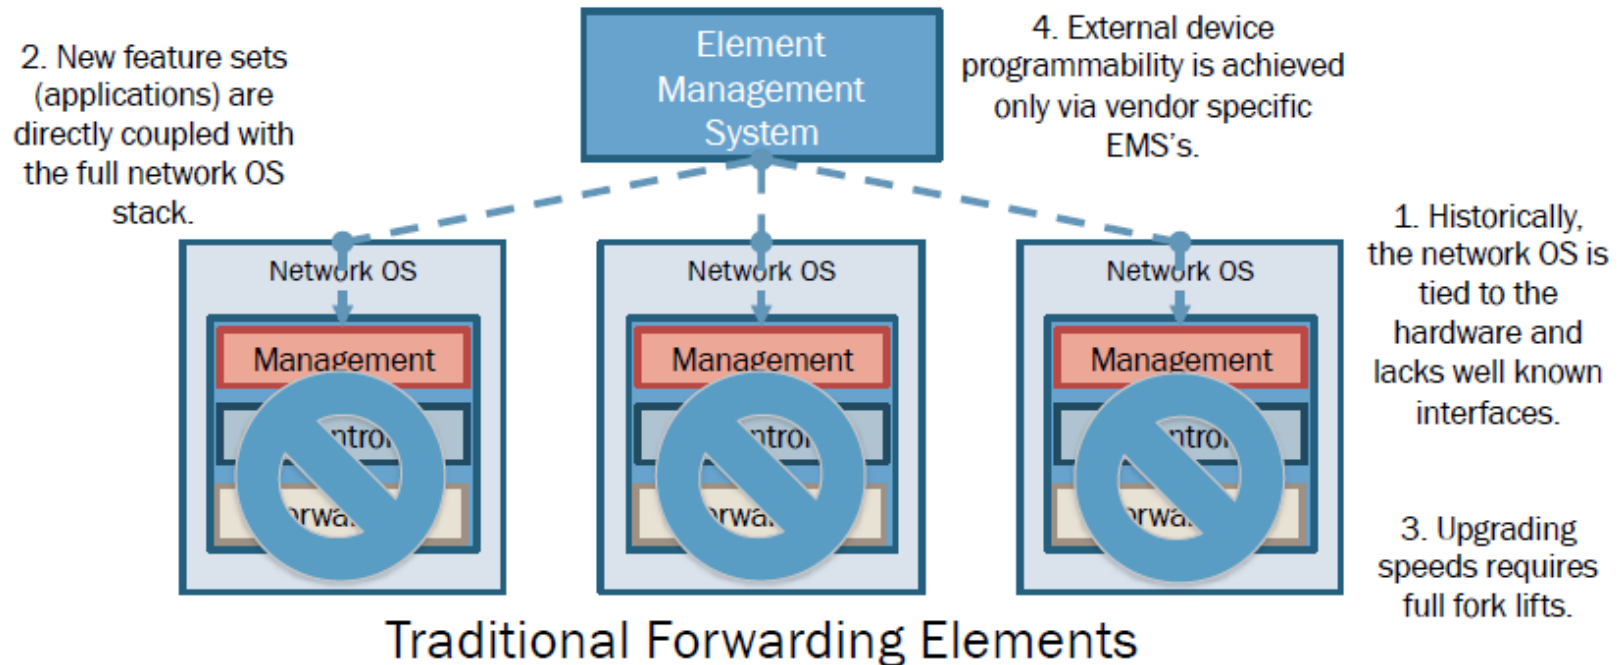 2. New feature sets
(applications) are
directly coupled with
the full network OS
stack.
Element
Management
System
4. External device
programmability is achieved
only via vendor specific
EMS's.
1. Historically,
the network OS is
tied to the
hardware and
lacks well known
interfaces.
3. Upgrading
speeds requires
full fork lifts.
Network OS
Management
Network OS
Management
Network OS
Management
Traditional Forwarding Elements